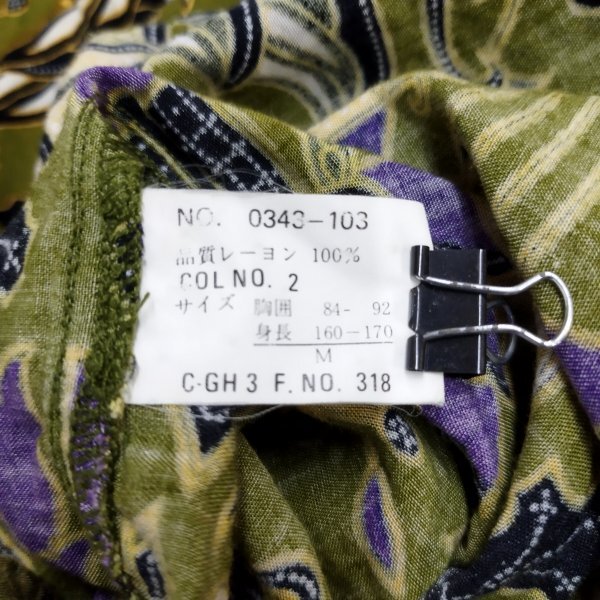 NO. 0343-103
品質レーヨン 100%
COL NO. 2
サイズ 胸囲 84- 92
身長 160-170
M
C-GH 3 F. NO. 318